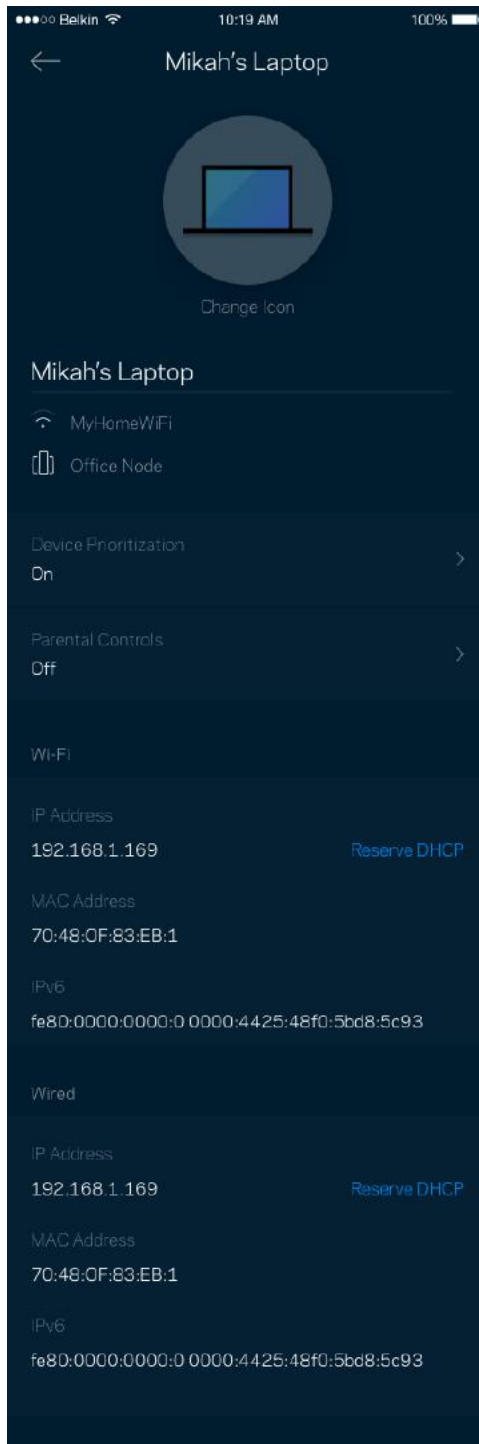 Belkin 10:19 AM 100%
Mikah's Laptop
Change Icon
Mikah's Laptop
MyHomeWiFi
Office Node
Device Prioritization
On
Parental Controls
Off
Wi-Fi
IP Address
192.168.1.169 Reserve DHCP
MAC Address
70:48:0F:83:EB:1
IPv6
fe80:0000:0000:0 0000:4425:48f0:5bd8:5c93
Wired
IP Address
192.168.1.169 Reserve DHCP
MAC Address
70:48:0F:83:EB:1
IPv6
fe80:0000:0000:0 0000:4425:48f0:5bd8:5c93